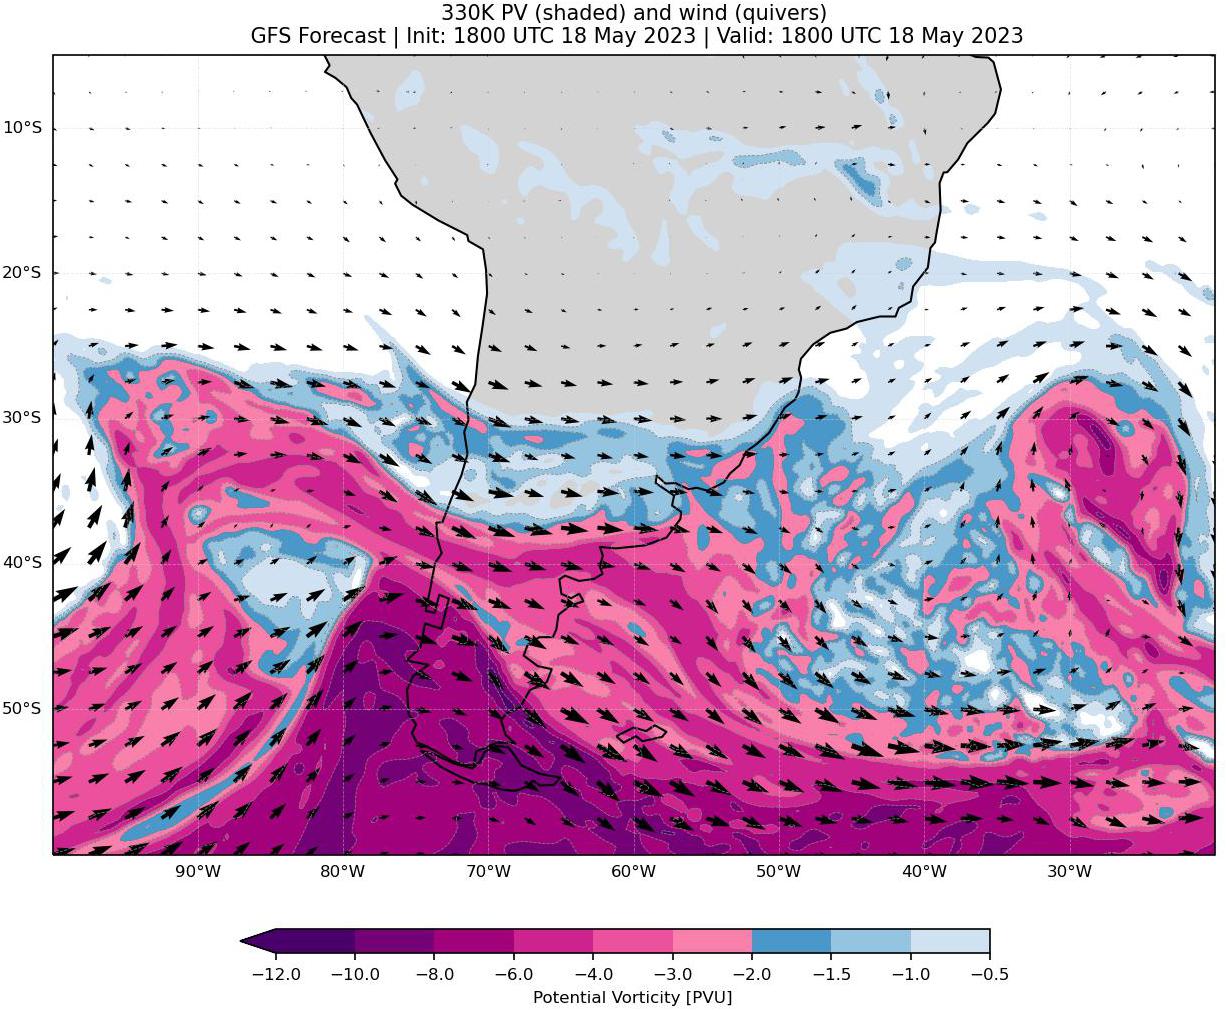 330K PV (shaded) and wind (quivers)
GFS Forecast | Init: 1800 UTC 18 May 2023 | Valid: 1800 UTC 18 May 2023
10°S
20°S
30°S
40°S
50°S
90°W 80°W 70°W 60°W 50°W 40°W 30°W
−12.0 −10.0 −8.0 −6.0 −4.0 −3.0 −2.0 −1.5 −1.0 −0.5
Potential Vorticity [PVU]